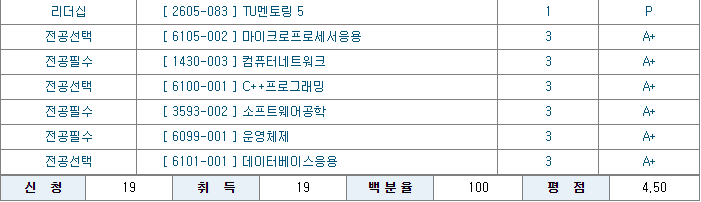 리더십 [ 2605-083 ] TU멘토링 5 1 P
전공선택 [ 6105-002 ] 마이크로프로세서응용 3 A+
전공필수 [ 1430-003 ] 컴퓨터네트워크 3 A+
전공선택 [ 6100-001 ] C++프로그래밍 3 A+
전공필수 [ 3593-002 ] 소프트웨어공학 3 A+
전공필수 [ 6099-001 ] 운영체제 3 A+
전공선택 [ 6101-001 ] 데이터베이스응용 3 A+
신 청 19 취 득 19 백분율 100 평 점 4,50